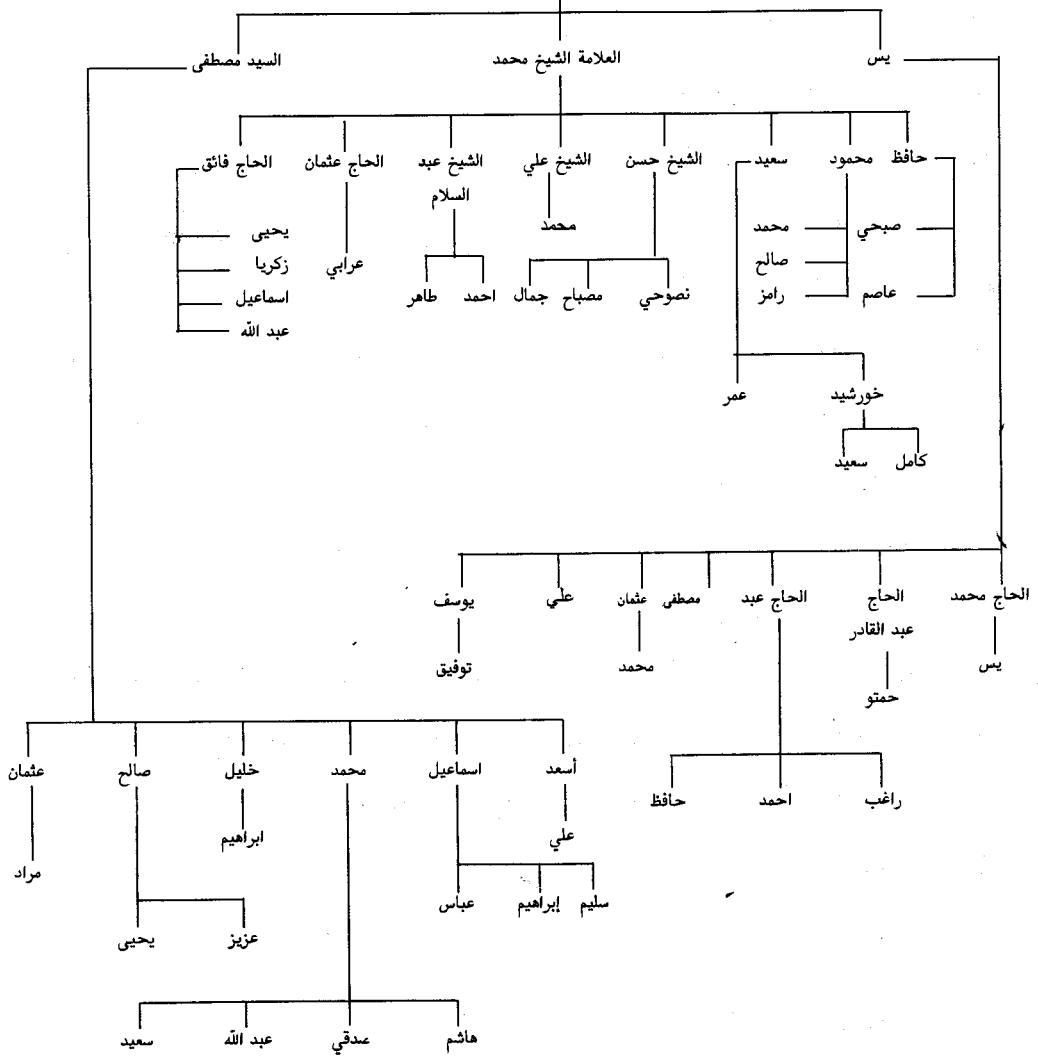 يس
العلامة الشيخ محمد
السيد مصطفى
حافظ
محمود
سعيد
الشيخ حسن
الشيخ علي
الشيخ عبد
السلام
الحاج عثمان
الحاج فائق
صبحي
محمد
محمد
يحيى
صالح
زكريا
عرابي
عاصم
رامز
نصوحي
مصباح
جمال
احمد
طاهر
اسماعيل
عبد الله
خورشيد
عمر
كامل
سعيد
الحاج محمد
الحاج
عبد القادر
الحاج عبد
مصطفى
عثمان
علي
يوسف
يس
محمد
توفيق
حمتو
راغب
احمد
حافظ
أسعد
اسماعيل
محمد
خليل
صالح
عثمان
علي
ابراهيم
مراد
سليم
إبراهيم
عباس
عزيز
يحيى
هاشم
صدقي
عبد الله
سعيد